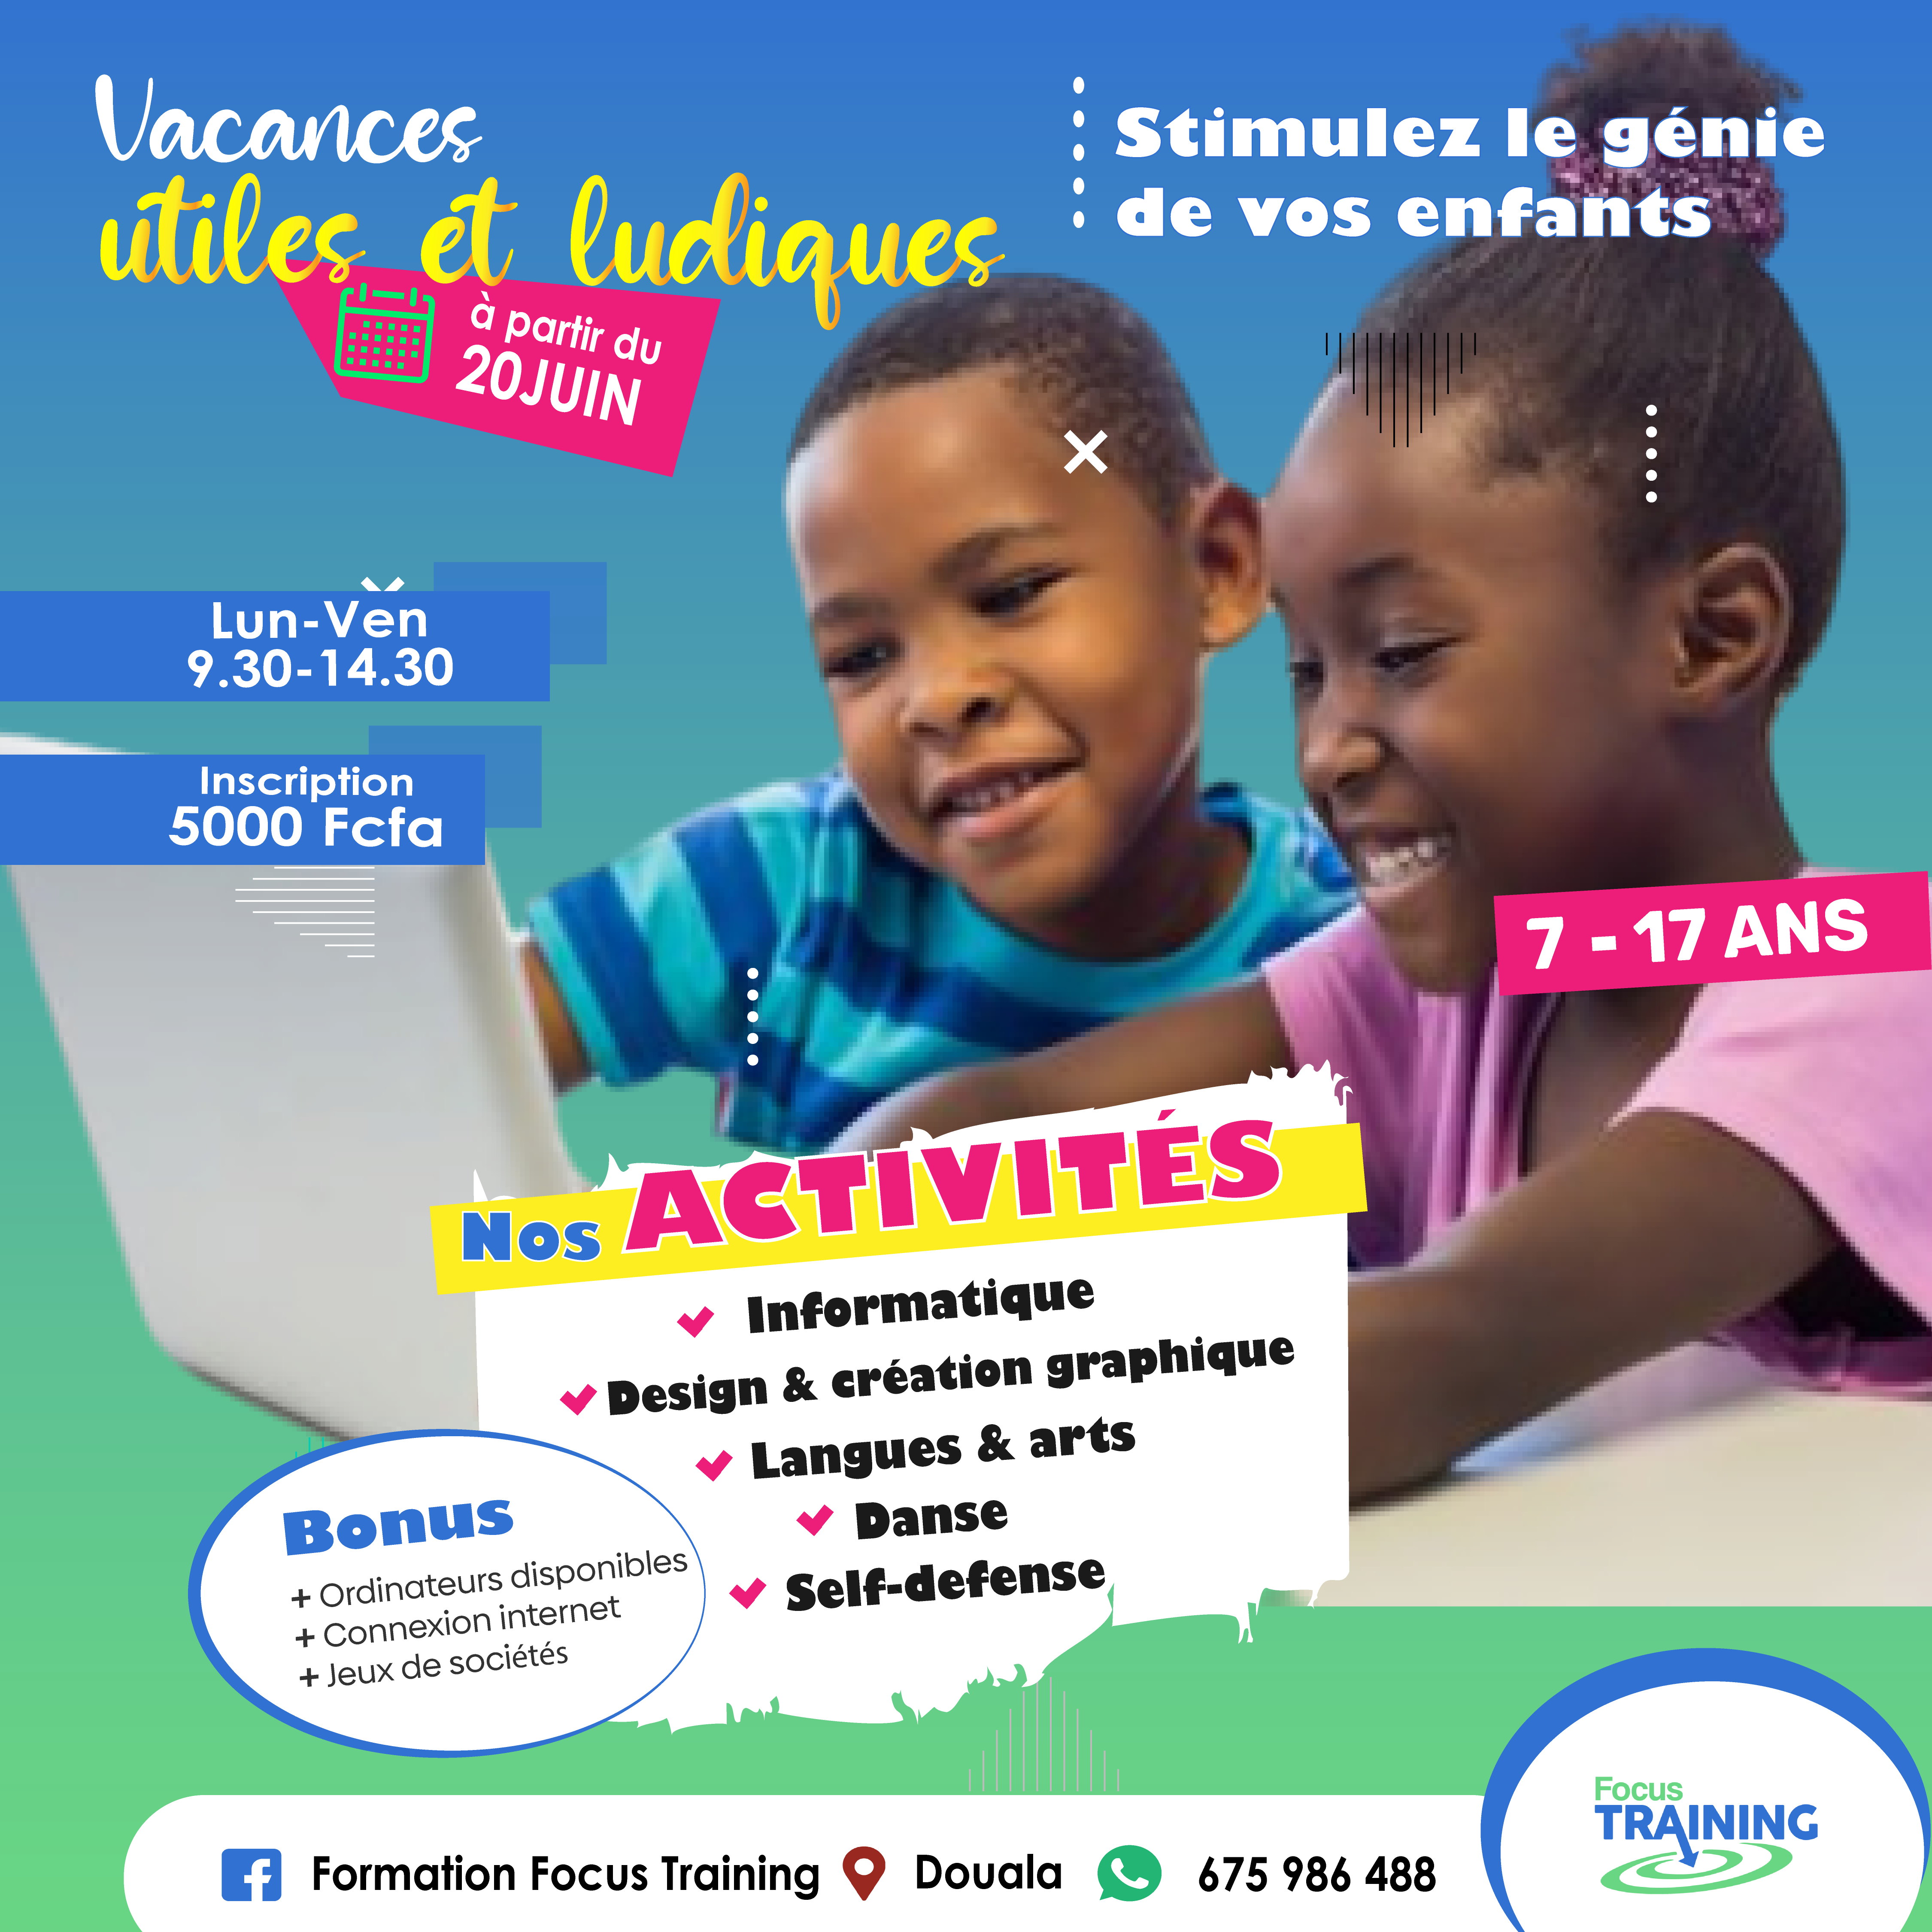 Vacances
utiles et ludiques
à partir du
20JUIN
Stimulez le génie
de vos enfants
Lun-Ven
9.30-14.30
Inscription
5000 Fcfa
7 - 17 ANS
Nos ACTIVITÉS
Informatique
Design & création graphique
Langues & arts
Danse
Self-defense
Bonus
+ Ordinateurs disponibles
+ Connexion internet
+ Jeux de sociétés
Focus
TRAINING
Formation Focus Training Douala 675 986 488